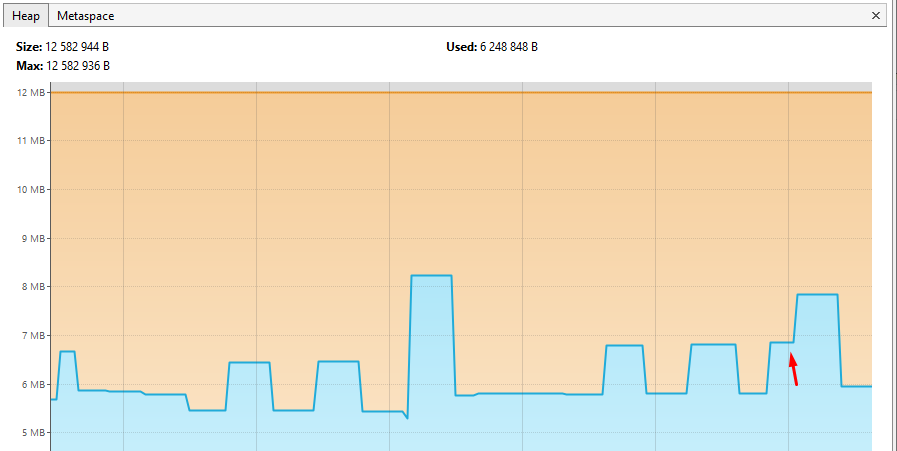 Heap Metaspace ×
Size: 12 582 944 B Used: 6 248 848 B
Max: 12 582 936 B
12 MB
11 MB
10 MB
9 MB
8 MB
7 MB
6 MB
5 MB